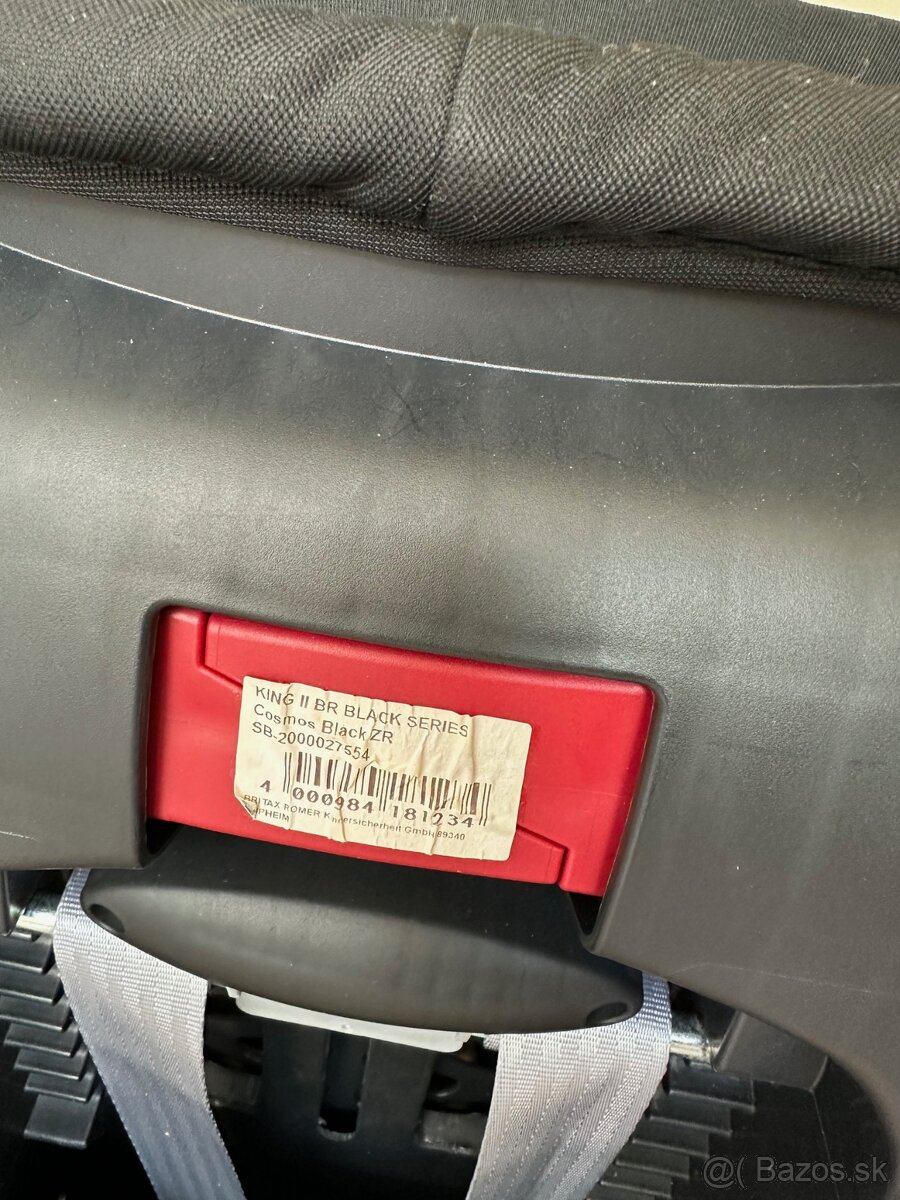 KING II BR BLACK SERIES
Cosmos Black ZR
SB-2000027554
4 000984 181234
BRITAX RÖMER Kindersicherheit GmbH 89340
LEIPHEIM
@( Bazos.sk